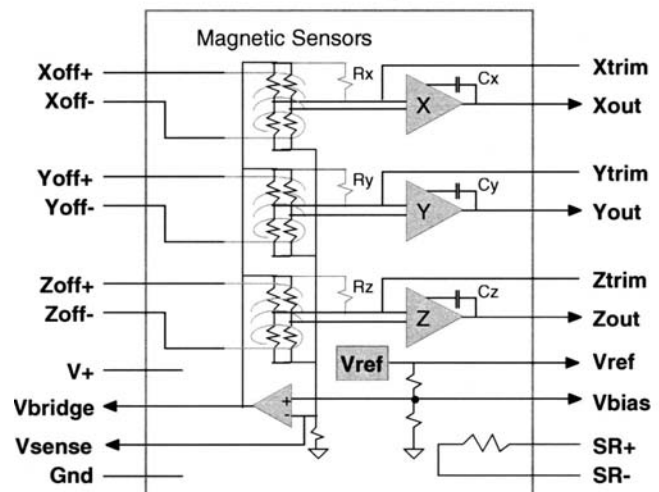 Magnetic Sensors
Xoff+
Xoff-
Rx
Cx
X
Xtrim
Xout
Yoff+
Yoff-
Ry
Cy
Y
Ytrim
Yout
Zoff+
Zoff-
Rz
Cz
Z
Ztrim
Zout
V+
Vref
Vref
Vbridge
+
-
Vbias
Vsense
SR+
Gnd
SR-